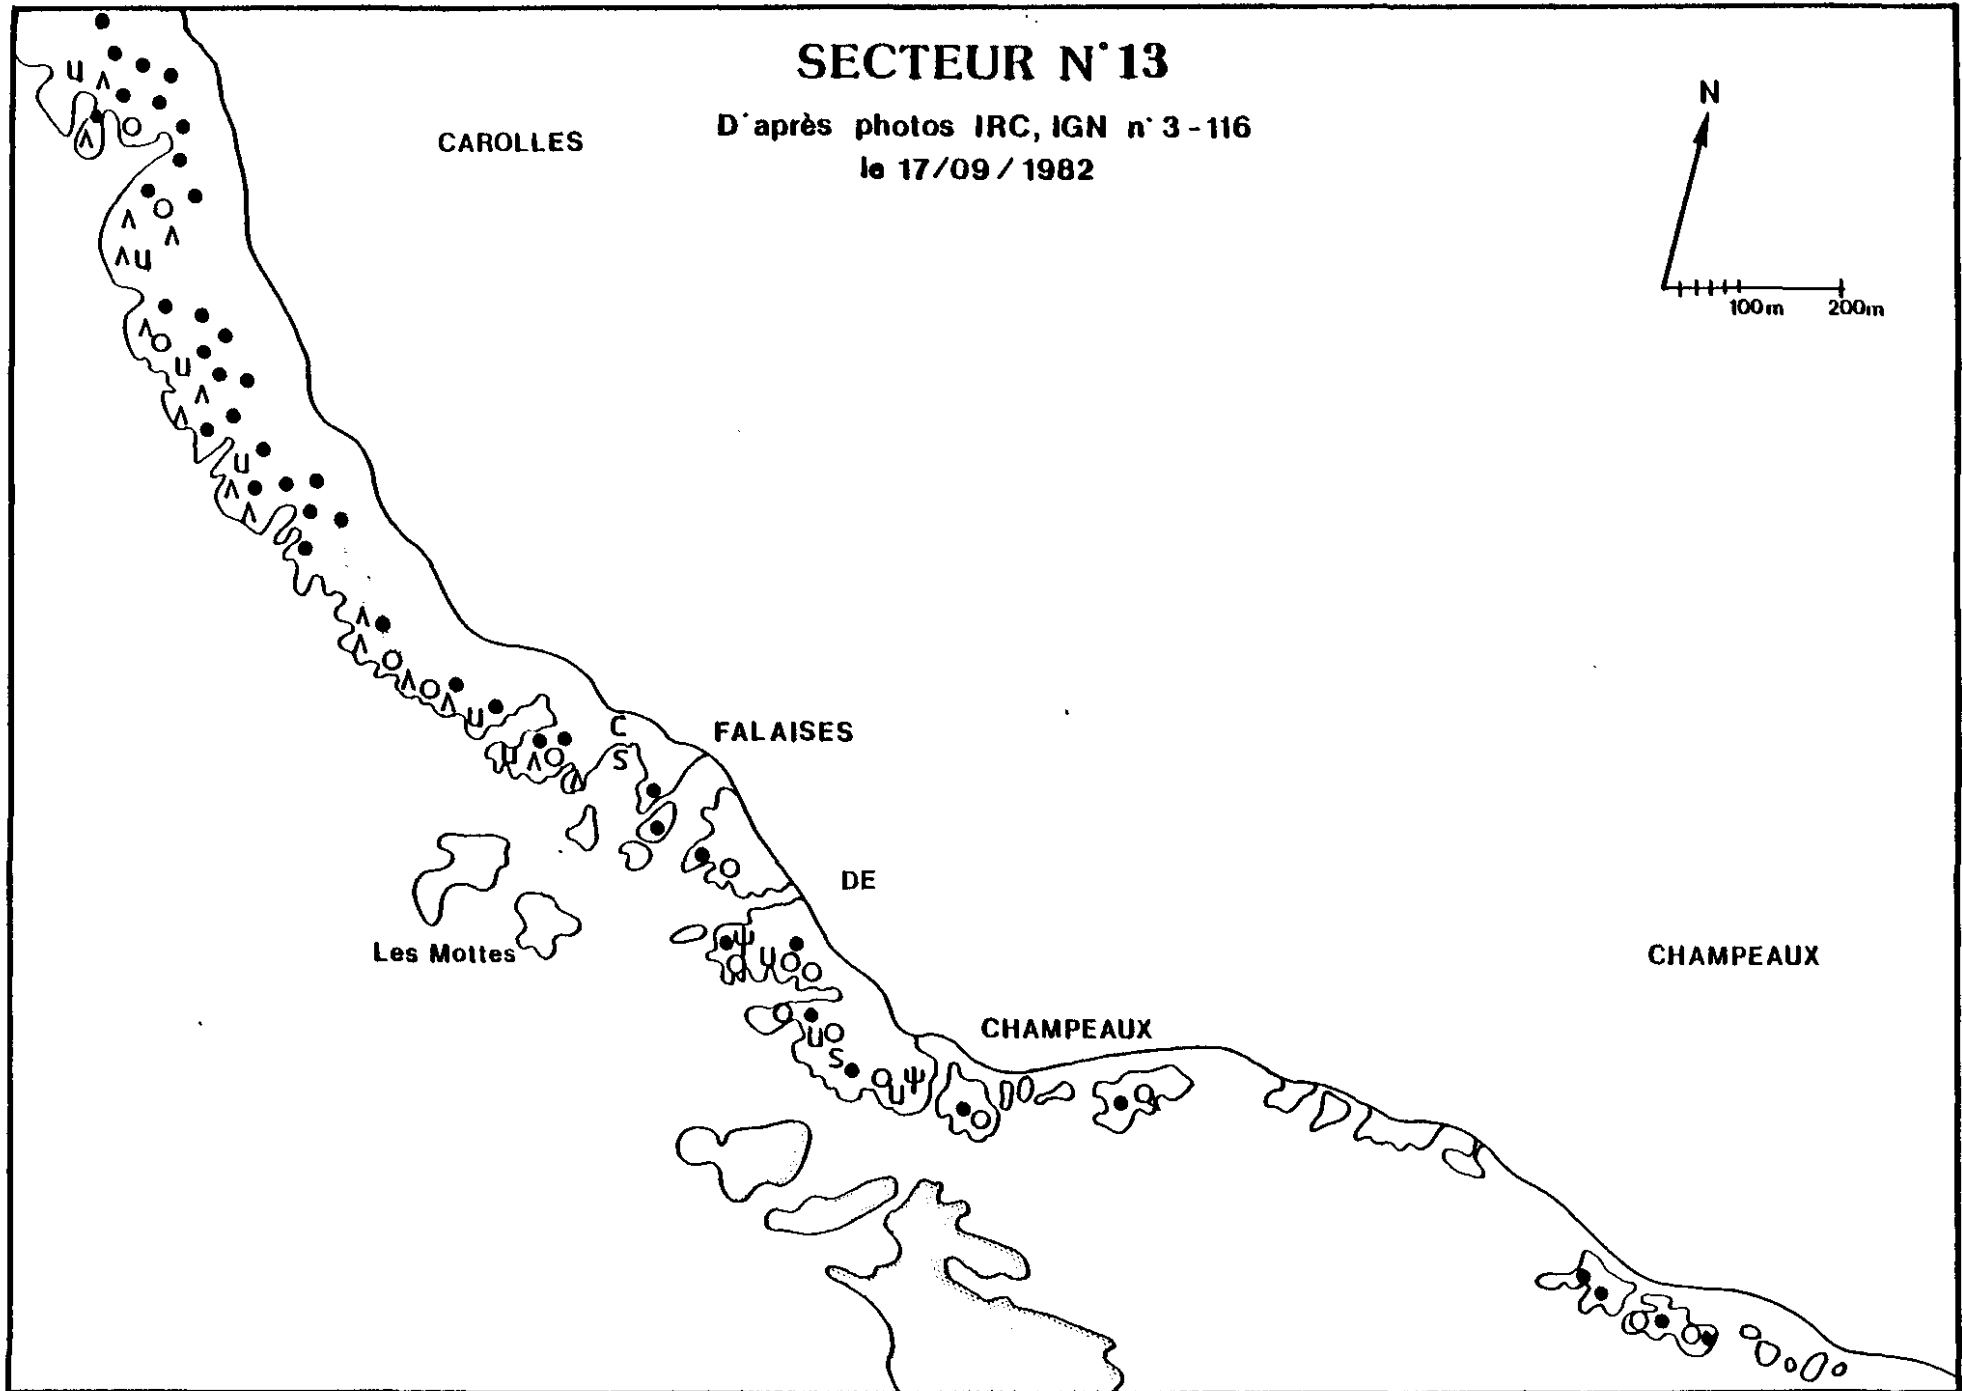 SECTEUR N°13
D'après photos IRC, IGN n° 3-116
le 17/09/1982
CAROLLES
N
100m 200m
FALAISES
DE
Les Mottes
CHAMPEAUX
CHAMPEAUX
C
S
S